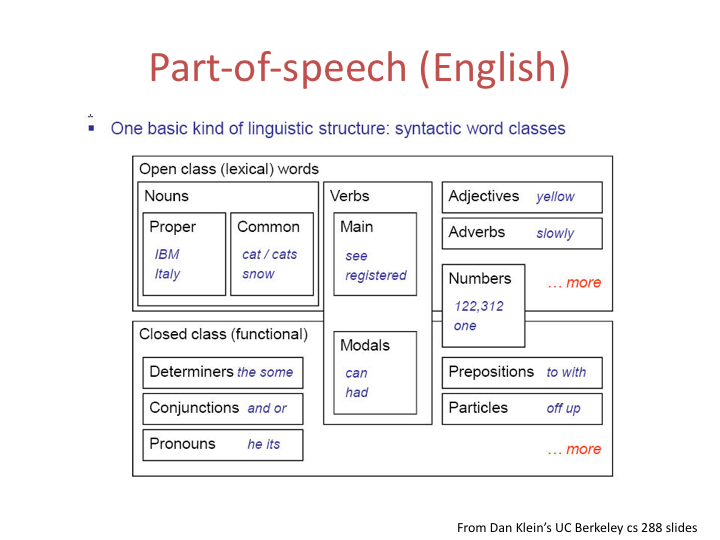 Part-of-speech (English)
▪ One basic kind of linguistic structure: syntactic word classes
Open class (lexical) words
Nouns
Proper
IBM
Italy
Common
cat / cats
snow
Verbs
Main
see
registered
Adjectives yellow
Adverbs slowly
Numbers
122,312
one
… more
Closed class (functional)
Determiners the some
Conjunctions and or
Pronouns he its
Modals
can
had
Prepositions to with
Particles off up
… more
From Dan Klein's UC Berkeley cs 288 slides